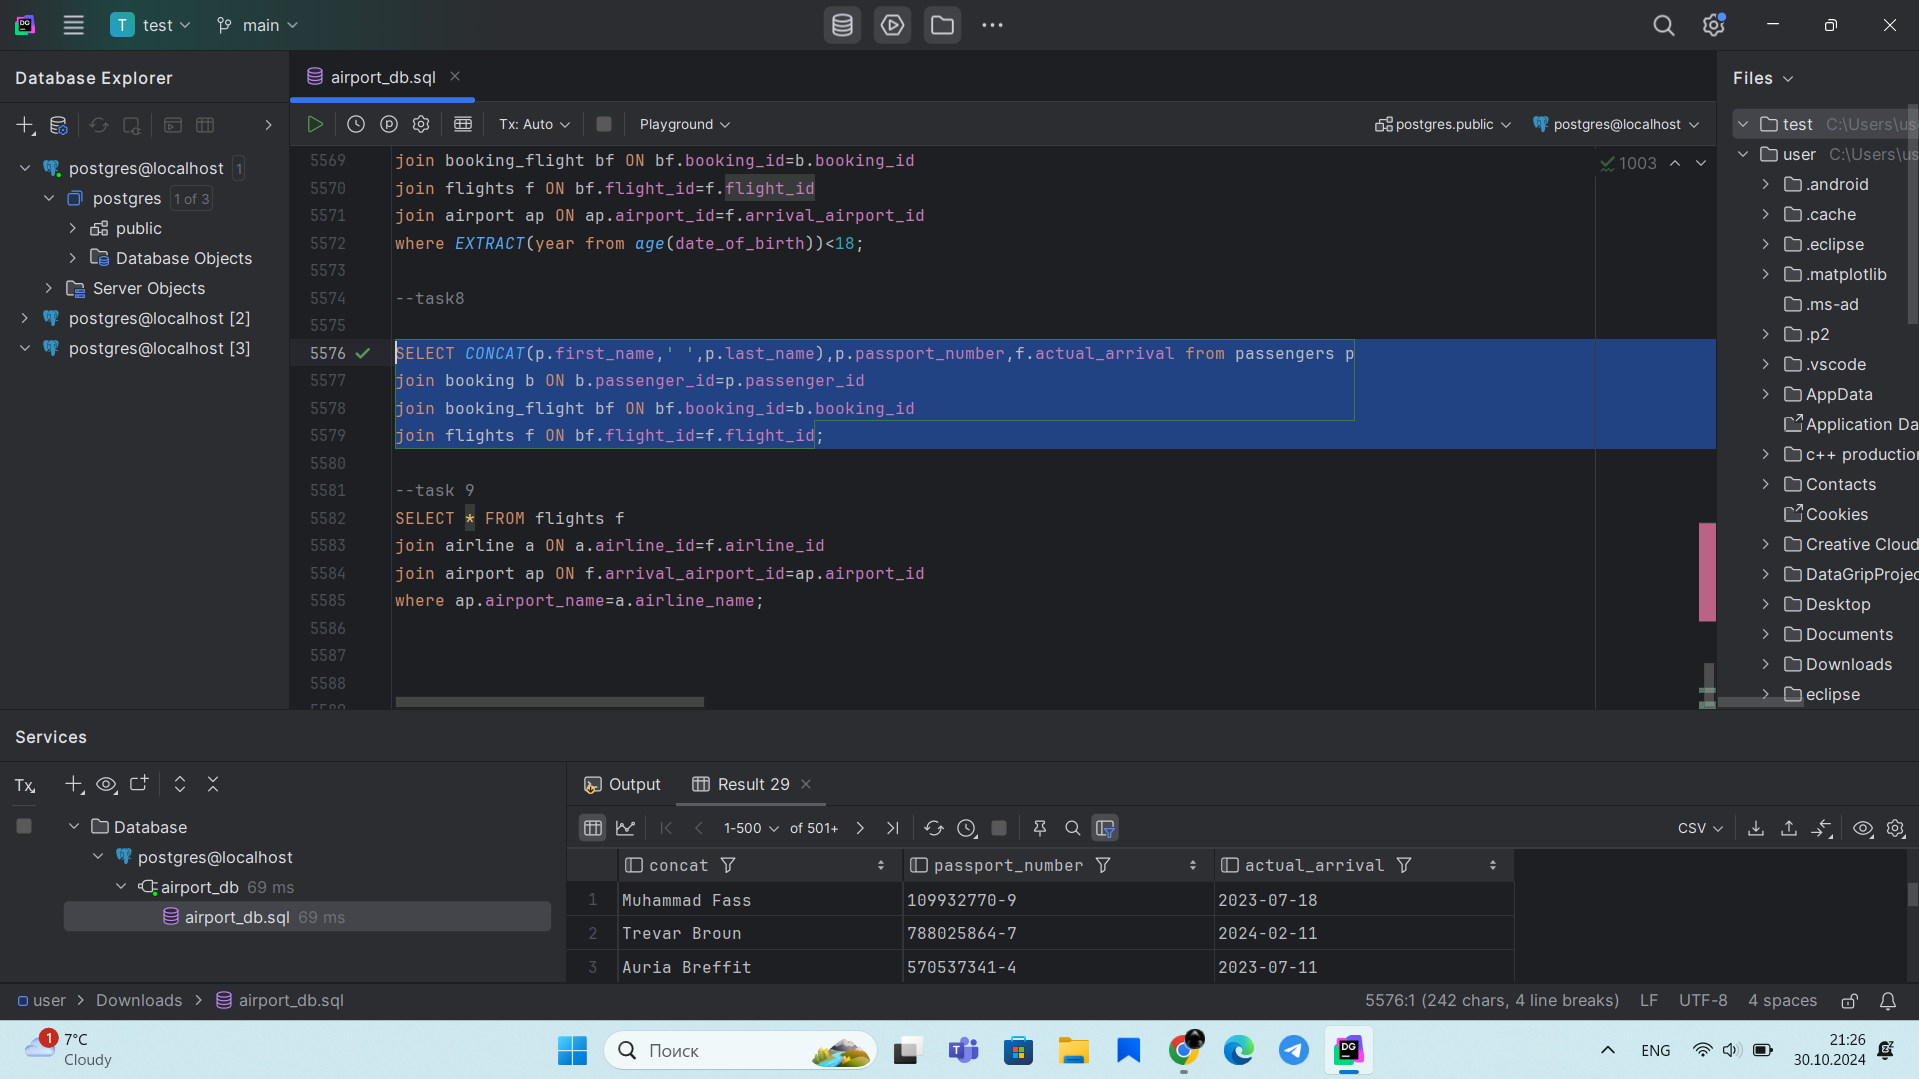 T test main
Database Explorer
airport_db.sql
Files
Tx: Auto Playground postgres.public postgres@localhost
postgres@localhost 1
postgres 1 of 3
public
Database Objects
Server Objects
postgres@localhost [2]
postgres@localhost [3]
1003
5569 join booking_flight bf ON bf.booking_id=b.booking_id
5570 join flights f ON bf.flight_id=f.flight_id
5571 join airport ap ON ap.airport_id=f.arrival_airport_id
5572 where EXTRACT(year from age(date_of_birth))<18;
5573
5574 --task8
5575
5576 SELECT CONCAT(p.first_name,' ',p.last_name),p.passport_number,f.actual_arrival from passengers p
5577 join booking b ON b.passenger_id=p.passenger_id
5578 join booking_flight bf ON bf.booking_id=b.booking_id
5579 join flights f ON bf.flight_id=f.flight_id;
5580
5581 --task 9
5582 SELECT * FROM flights f
5583 join airline a ON a.airline_id=f.airline_id
5584 join airport ap ON f.arrival_airport_id=ap.airport_id
5585 where ap.airport_name=a.airline_name;
5586
5587
5588
test C:\Users\us
user C:\Users\us
.android
.cache
.eclipse
.matplotlib
.ms-ad
.p2
.vscode
AppData
Application Da
c++ production
Contacts
Cookies
Creative Cloud
DataGripProjec
Desktop
Documents
Downloads
eclipse
Services
Tx
Database
postgres@localhost
airport_db 69 ms
airport_db.sql 69 ms
Output Result 29
1-500 of 501+ CSV
concat passport_number actual_arrival
1 Muhammad Fass 109932770-9 2023-07-18
2 Trevar Broun 788025864-7 2024-02-11
3 Auria Breffit 570537341-4 2023-07-11
user Downloads airport_db.sql 5576:1 (242 chars, 4 line breaks) LF UTF-8 4 spaces
1 7°C
Cloudy
Поиск
DG
ENG
21:26
30.10.2024